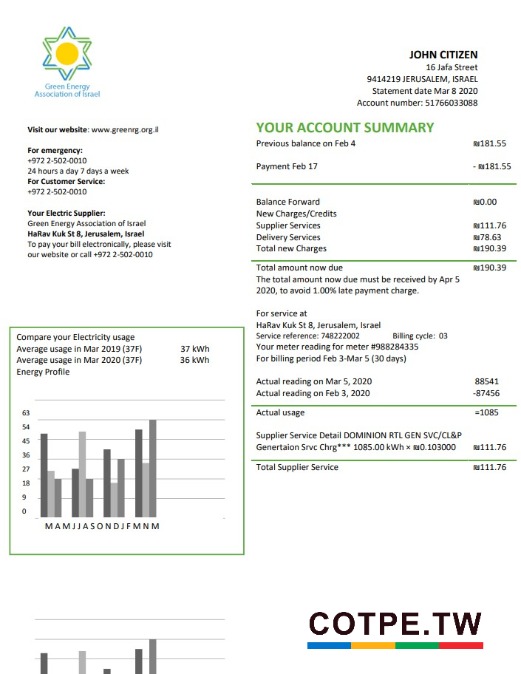 Green Energy
Association of Israel
JOHN CITIZEN
16 Jafa Street
9414219 JERUSALEM, ISRAEL
Statement date Mar 8 2020
Account number: 51766033088
Visit our website: www.greenrg.org.il
For emergency:
+972 2-502-0010
24 hours a day 7 days a week
For Customer Service:
+972 2-502-0010
Your Electric Supplier:
Green Energy Association of Israel
HaRav Kuk St 8, Jerusalem, Israel
To pay your bill electronically, please visit
our website or call +972 2-502-0010
YOUR ACCOUNT SUMMARY
Previous balance on Feb 4 ₪181.55
Payment Feb 17 - ₪181.55
Balance Forward ₪0.00
New Charges/Credits
Supplier Services ₪111.76
Delivery Services ₪78.63
Total new Charges ₪190.39
Total amount now due ₪190.39
The total amount now due must be received by Apr 5
2020, to avoid 1.00% late payment charge.
For service at
HaRav Kuk St 8, Jerusalem, Israel
Service reference: 748222002 Billing cycle: 03
Your meter reading for meter #988284335
For billing period Feb 3-Mar 5 (30 days)
Actual reading on Mar 5, 2020 88541
Actual reading on Feb 3, 2020 -87456
Actual usage =1085
Supplier Service Detail DOMINION RTL GEN SVC/CL&P
Genertaion Srvc Chrg*** 1085.00 kWh × ₪0.103000 ₪111.76
Total Supplier Service ₪111.76
Compare your Electricity usage
Average usage in Mar 2019 (37F) 37 kWh
Average usage in Mar 2020 (37F) 36 kWh
Energy Profile
63
54
45
36
27
18
9
0
M A M J J A S O N D J F M N M
COTPE.TW